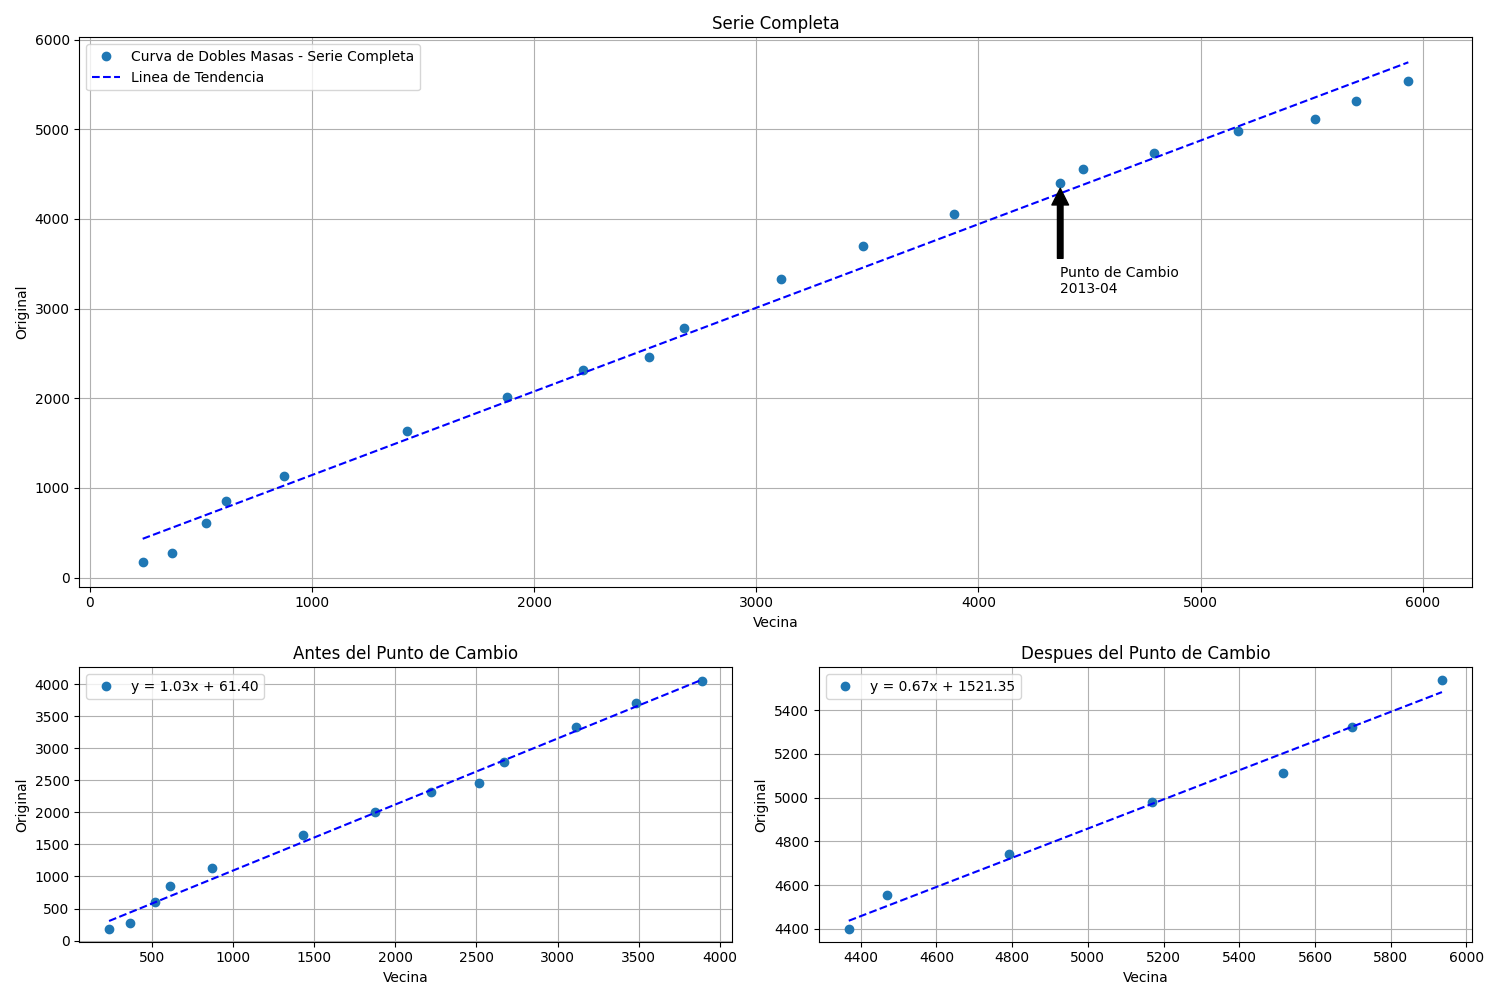 Serie Completa
Curva de Dobles Masas - Serie Completa
Linea de Tendencia
6000
5000
4000
3000
2000
1000
0
Original
Punto de Cambio
2013-04
0 1000 2000 3000 4000 5000 6000
Vecina
Antes del Punto de Cambio
y = 1.03x + 61.40
4000
3500
3000
2500
2000
1500
1000
500
0
Original
500 1000 1500 2000 2500 3000 3500 4000
Vecina
Despues del Punto de Cambio
y = 0.67x + 1521.35
5400
5200
5000
4800
4600
4400
Original
4400 4600 4800 5000 5200 5400 5600 5800 6000
Vecina